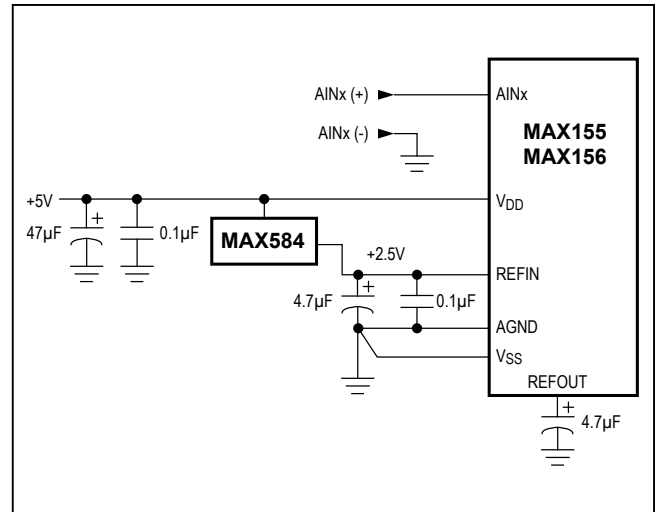 AINx (+)
AINx
AINx (-)
MAX155
MAX156
+5V
VDD
+
47µF
0.1µF
MAX584
+2.5V
REFIN
+
4.7µF
0.1µF
AGND
VSS
REFOUT
+
4.7µF